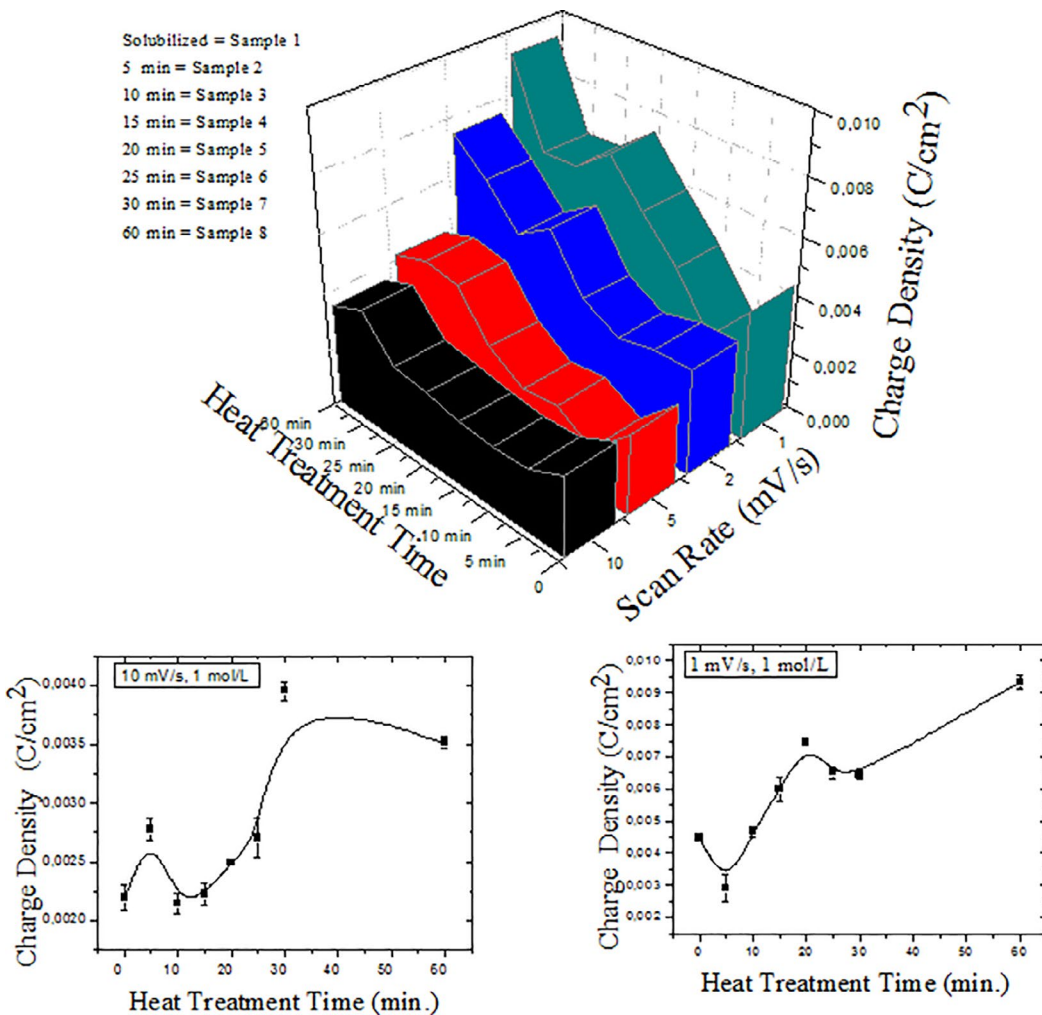 Solubilized = Sample 1
5 min = Sample 2
10 min = Sample 3
15 min = Sample 4
20 min = Sample 5
25 min = Sample 6
30 min = Sample 7
60 min = Sample 8
0,010
0,008
0,006
0,004
0,002
0,000
Charge Density (C/cm²)
60 min
30 min
25 min
20 min
15 min
10 min
5 min
0
Heat Treatment Time
10
5
2
1
Scan Rate (mV/s)
10 mV/s, 1 mol/L
0,0040
0,0035
0,0030
0,0025
0,0020
Charge Density (C/cm²)
0 10 20 30 40 50 60
Heat Treatment Time (min.)
1 mV/s, 1 mol/L
0,010
0,009
0,008
0,007
0,006
0,005
0,004
0,003
0,002
Charge Density (C/cm²)
0 10 20 30 40 50 60
Heat Treatment Time (min.)